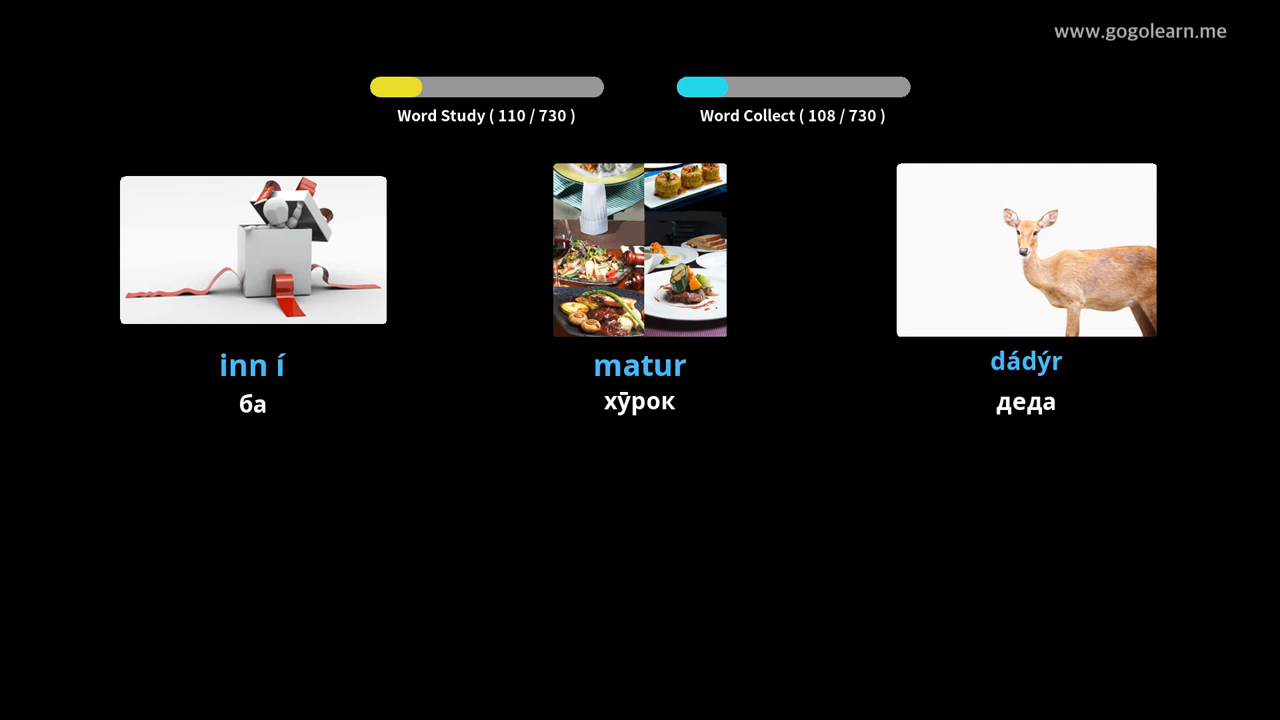 www.gogolearn.me
Word Study ( 110 / 730 )
Word Collect ( 108 / 730 )
inn í
matur
dádýr
ба
хӯрок
деда